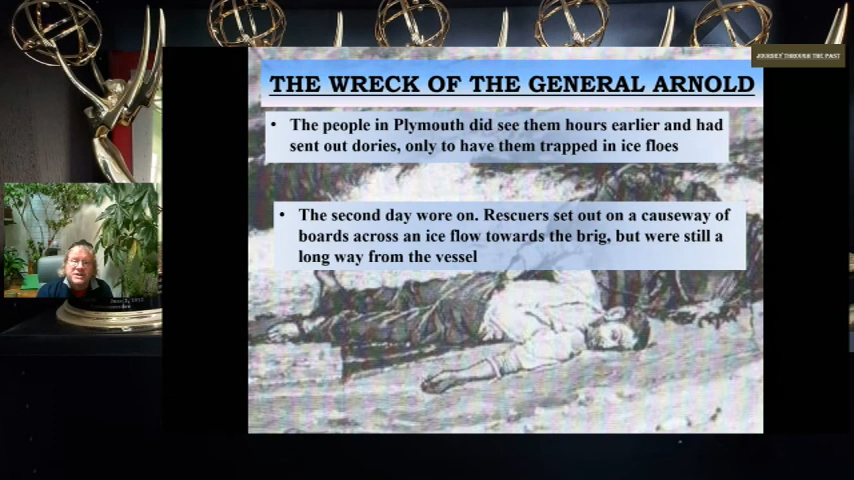 JOURNEY THROUGH THE PAST
THE WRECK OF THE GENERAL ARNOLD
• The people in Plymouth did see them hours earlier and had
sent out dories, only to have them trapped in ice floes
• The second day wore on. Rescuers set out on a causeway of
boards across an ice flow towards the brig, but were still a
long way from the vessel